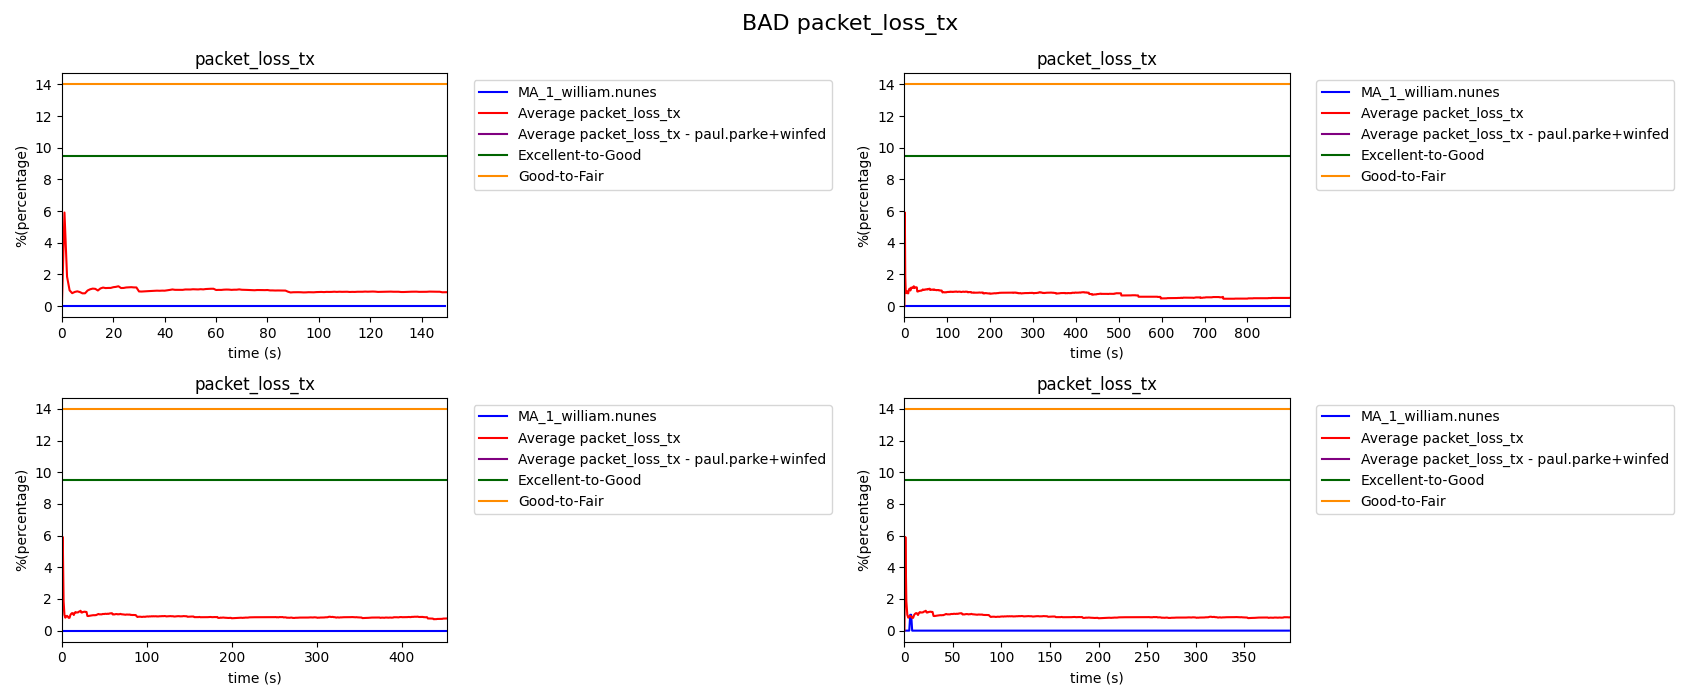 BAD packet_loss_tx
packet_loss_tx
%(percentage)
14
12
10
8
6
4
2
0
0 20 40 60 80 100 120 140
time (s)
MA_1_william.nunes
Average packet_loss_tx
Average packet_loss_tx - paul.parke+winfed
Excellent-to-Good
Good-to-Fair
packet_loss_tx
%(percentage)
14
12
10
8
6
4
2
0
0 100 200 300 400 500 600 700 800
time (s)
MA_1_william.nunes
Average packet_loss_tx
Average packet_loss_tx - paul.parke+winfed
Excellent-to-Good
Good-to-Fair
packet_loss_tx
%(percentage)
14
12
10
8
6
4
2
0
0 100 200 300 400
time (s)
MA_1_william.nunes
Average packet_loss_tx
Average packet_loss_tx - paul.parke+winfed
Excellent-to-Good
Good-to-Fair
packet_loss_tx
%(percentage)
14
12
10
8
6
4
2
0
0 50 100 150 200 250 300 350
time (s)
MA_1_william.nunes
Average packet_loss_tx
Average packet_loss_tx - paul.parke+winfed
Excellent-to-Good
Good-to-Fair